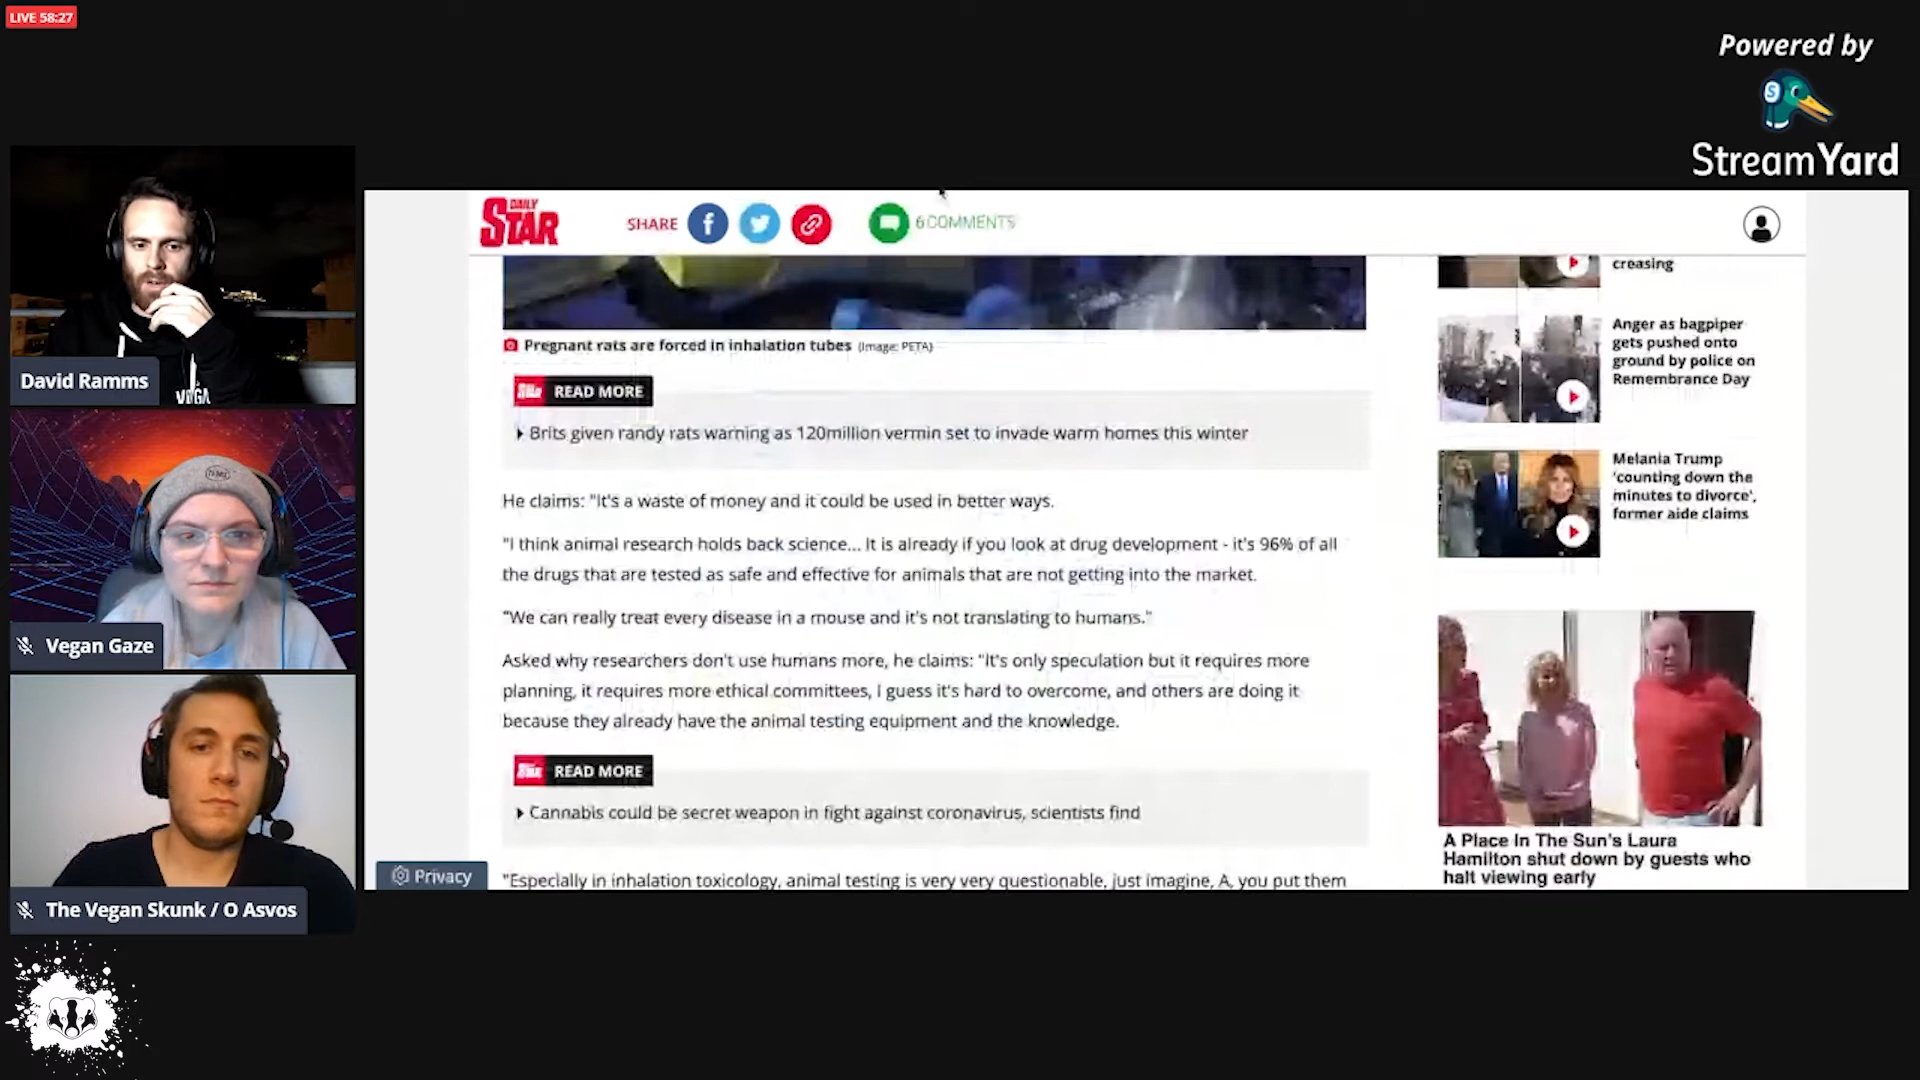 LIVE 58:27
Powered by
StreamYard
David Ramms
Vegan Gaze
The Vegan Skunk / O Asvos
DAILY
STAR
SHARE
6 COMMENTS
Pregnant rats are forced in inhalation tubes (Image: PETA)
READ MORE
Brits given randy rats warning as 120million vermin set to invade warm homes this winter
He claims: "It's a waste of money and it could be used in better ways.
"I think animal research holds back science... It is already if you look at drug development - it's 96% of all
the drugs that are tested as safe and effective for animals that are not getting into the market.
"We can really treat every disease in a mouse and it's not translating to humans."
Asked why researchers don't use humans more, he claims: "It's only speculation but it requires more
planning, it requires more ethical committees, I guess it's hard to overcome, and others are doing it
because they already have the animal testing equipment and the knowledge.
READ MORE
Cannabis could be secret weapon in fight against coronavirus, scientists find
"Especially in inhalation toxicology, animal testing is very very questionable, just imagine, A, you put them
Privacy
creasing
Anger as bagpiper
gets pushed onto
ground by police on
Remembrance Day
Melania Trump
'counting down the
minutes to divorce',
former aide claims
A Place In The Sun's Laura
Hamilton shut down by guests who
halt viewing early